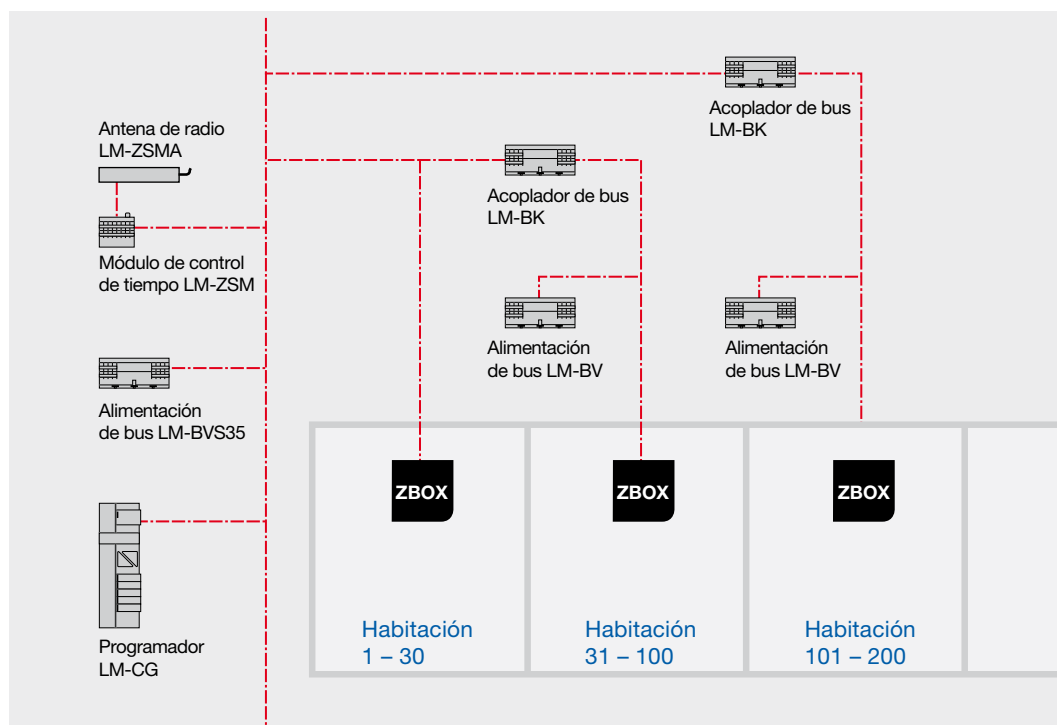 Acoplador de bus
LM-BK
Antena de radio
LM-ZSMA
Acoplador de bus
LM-BK
Módulo de control
de tiempo LM-ZSM
Alimentación
de bus LM-BV
Alimentación
de bus LM-BV
Alimentación
de bus LM-BVS35
ZBOX
ZBOX
ZBOX
Programador
LM-CG
Habitación
1 – 30
Habitación
31 – 100
Habitación
101 – 200